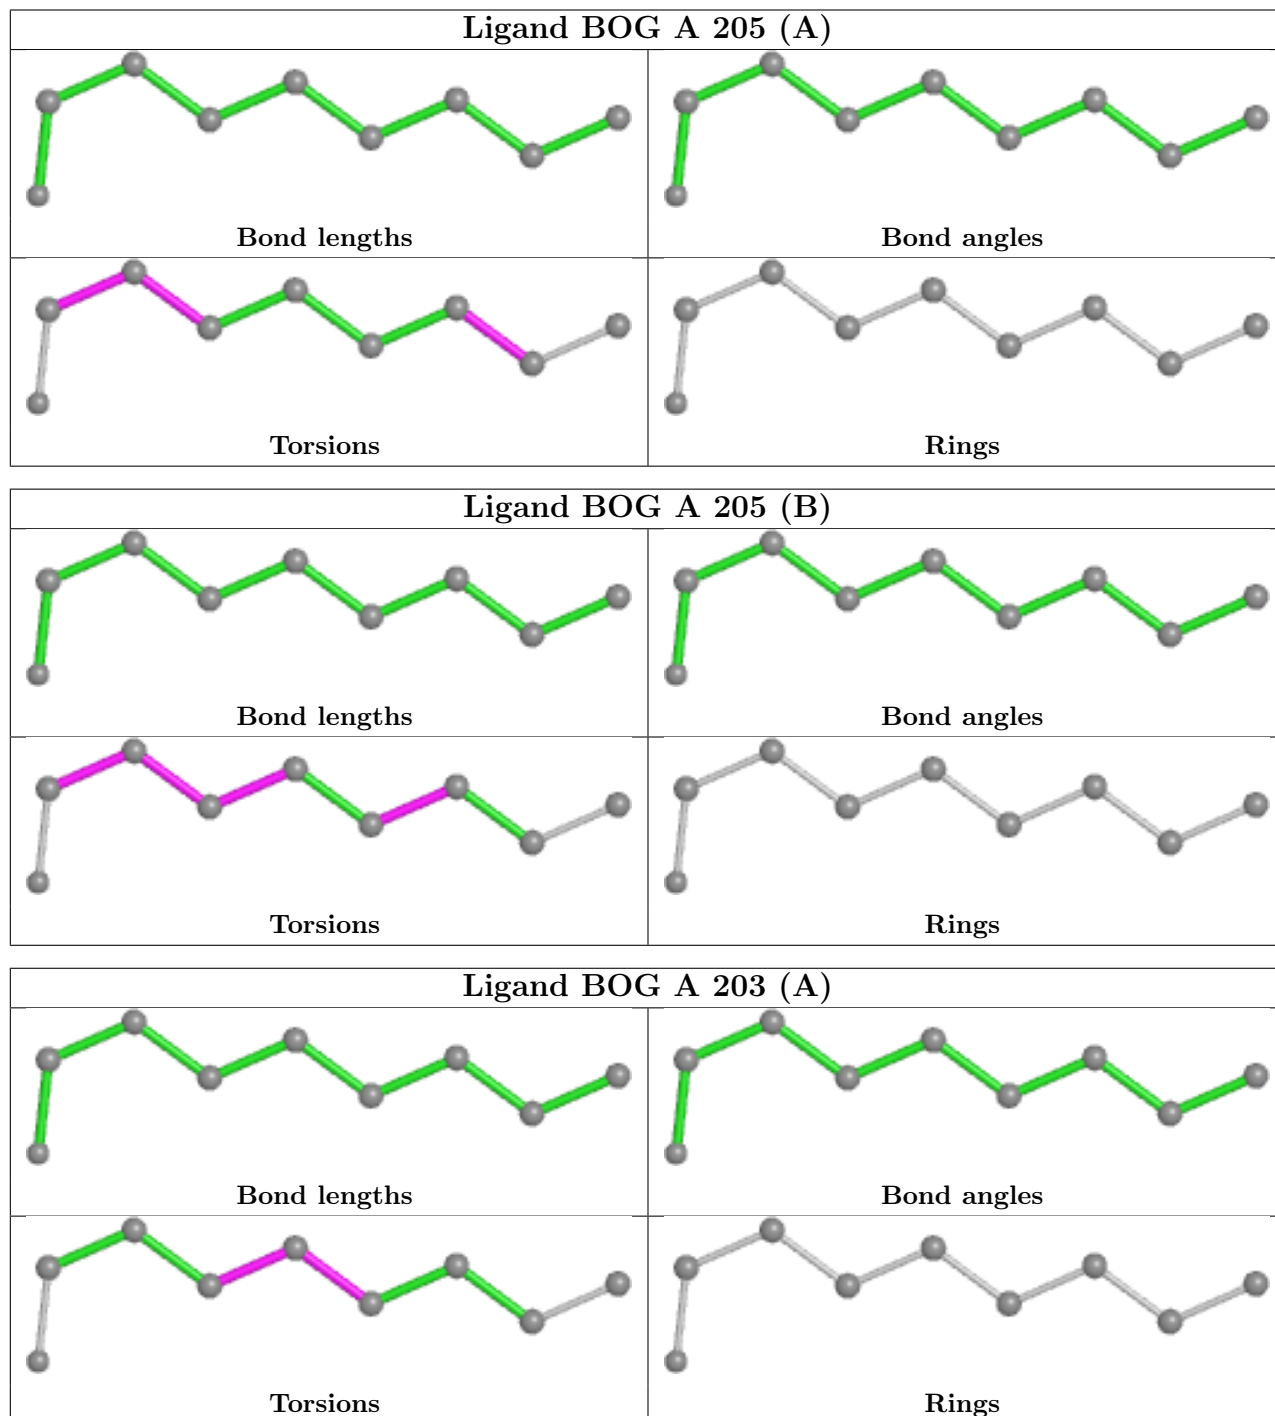 Ligand BOG A 205 (A)
Bond lengths
Bond angles
Torsions
Rings
Ligand BOG A 205 (B)
Bond lengths
Bond angles
Torsions
Rings
Ligand BOG A 203 (A)
Bond lengths
Bond angles
Torsions
Rings